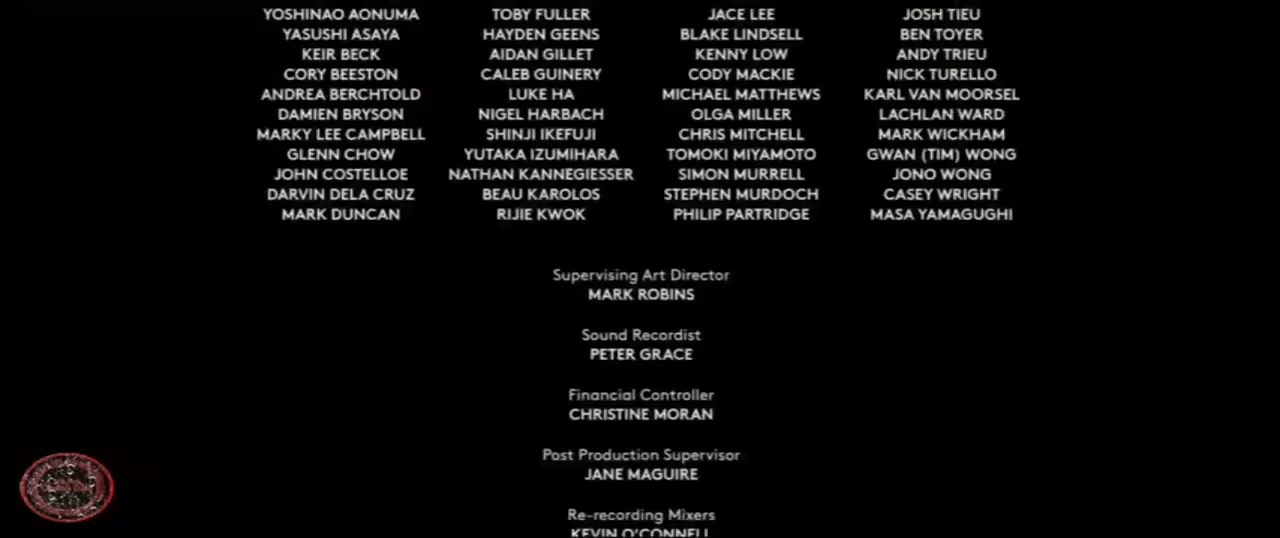 YOSHINAO AONUMA TOBY FULLER JACE LEE JOSH TIEU
YASUSHI ASAYA HAYDEN GEENS BLAKE LINDSELL BEN TOYER
KEIR BECK AIDAN GILLET KENNY LOW ANDY TRIEU
CORY BEESTON CALEB GUINERY CODY MACKIE NICK TURELLO
ANDREA BERCHTOLD LUKE HA MICHAEL MATTHEWS KARL VAN MOORSEL
DAMIEN BRYSON NIGEL HARBACH OLGA MILLER LACHLAN WARD
MARKY LEE CAMPBELL SHINJI IKEFUJI CHRIS MITCHELL MARK WICKHAM
GLENN CHOW YUTAKA IZUMIHARA TOMOKI MIYAMOTO GWAN (TIM) WONG
JOHN COSTELLOE NATHAN KANNEGIESSER SIMON MURRELL JONO WONG
DARVIN DELA CRUZ BEAU KAROLOS STEPHEN MURDOCH CASEY WRIGHT
MARK DUNCAN RIJIE KWOK PHILIP PARTRIDGE MASA YAMAGUGHI
Supervising Art Director
MARK ROBINS
Sound Recordist
PETER GRACE
Financial Controller
CHRISTINE MORAN
Post Production Supervisor
JANE MAGUIRE
Re-recording Mixers
KEVIN O'CONNELL